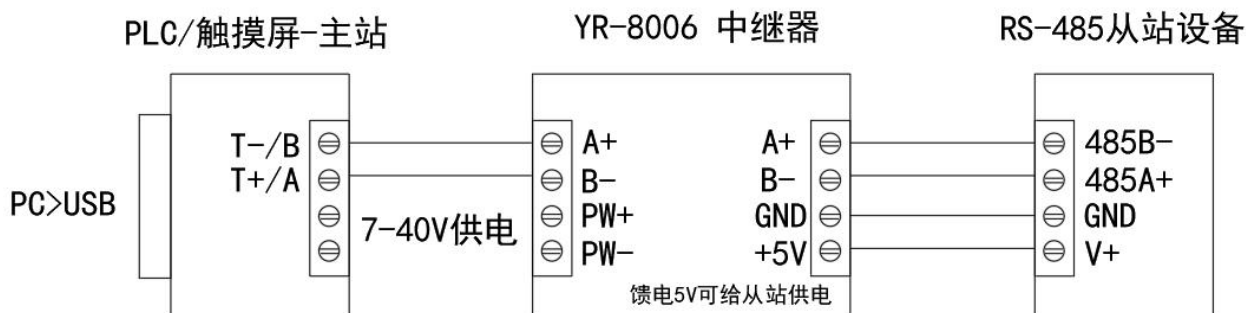 PLC/触摸屏-主站
YR-8006 中继器
RS-485从站设备
PC>USB
T-/B
T+/A
7-40V供电
A+
B-
PW+
PW-
A+
B-
GND
+5V
馈电5V可给从站供电
485B-
485A+
GND
V+